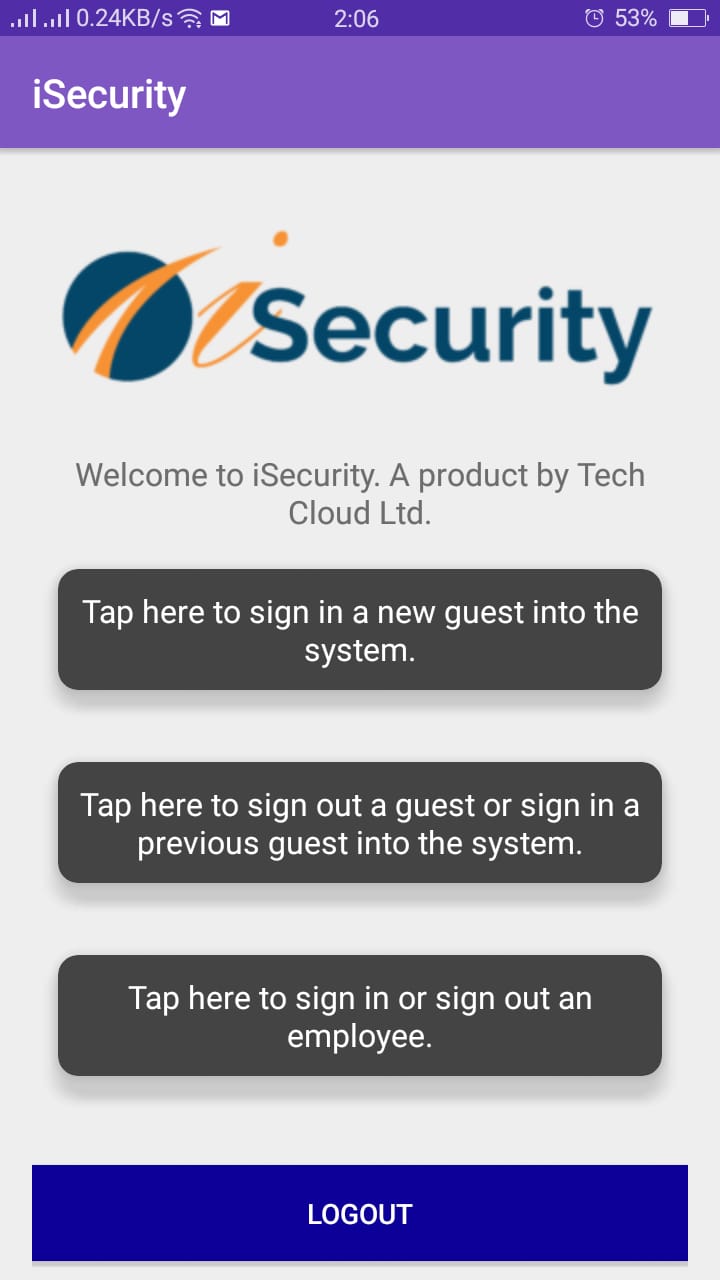 0.24KB/s 2:06 53%
iSecurity
iSecurity
Welcome to iSecurity. A product by Tech
Cloud Ltd.
Tap here to sign in a new guest into the
system.
Tap here to sign out a guest or sign in a
previous guest into the system.
Tap here to sign in or sign out an
employee.
LOGOUT